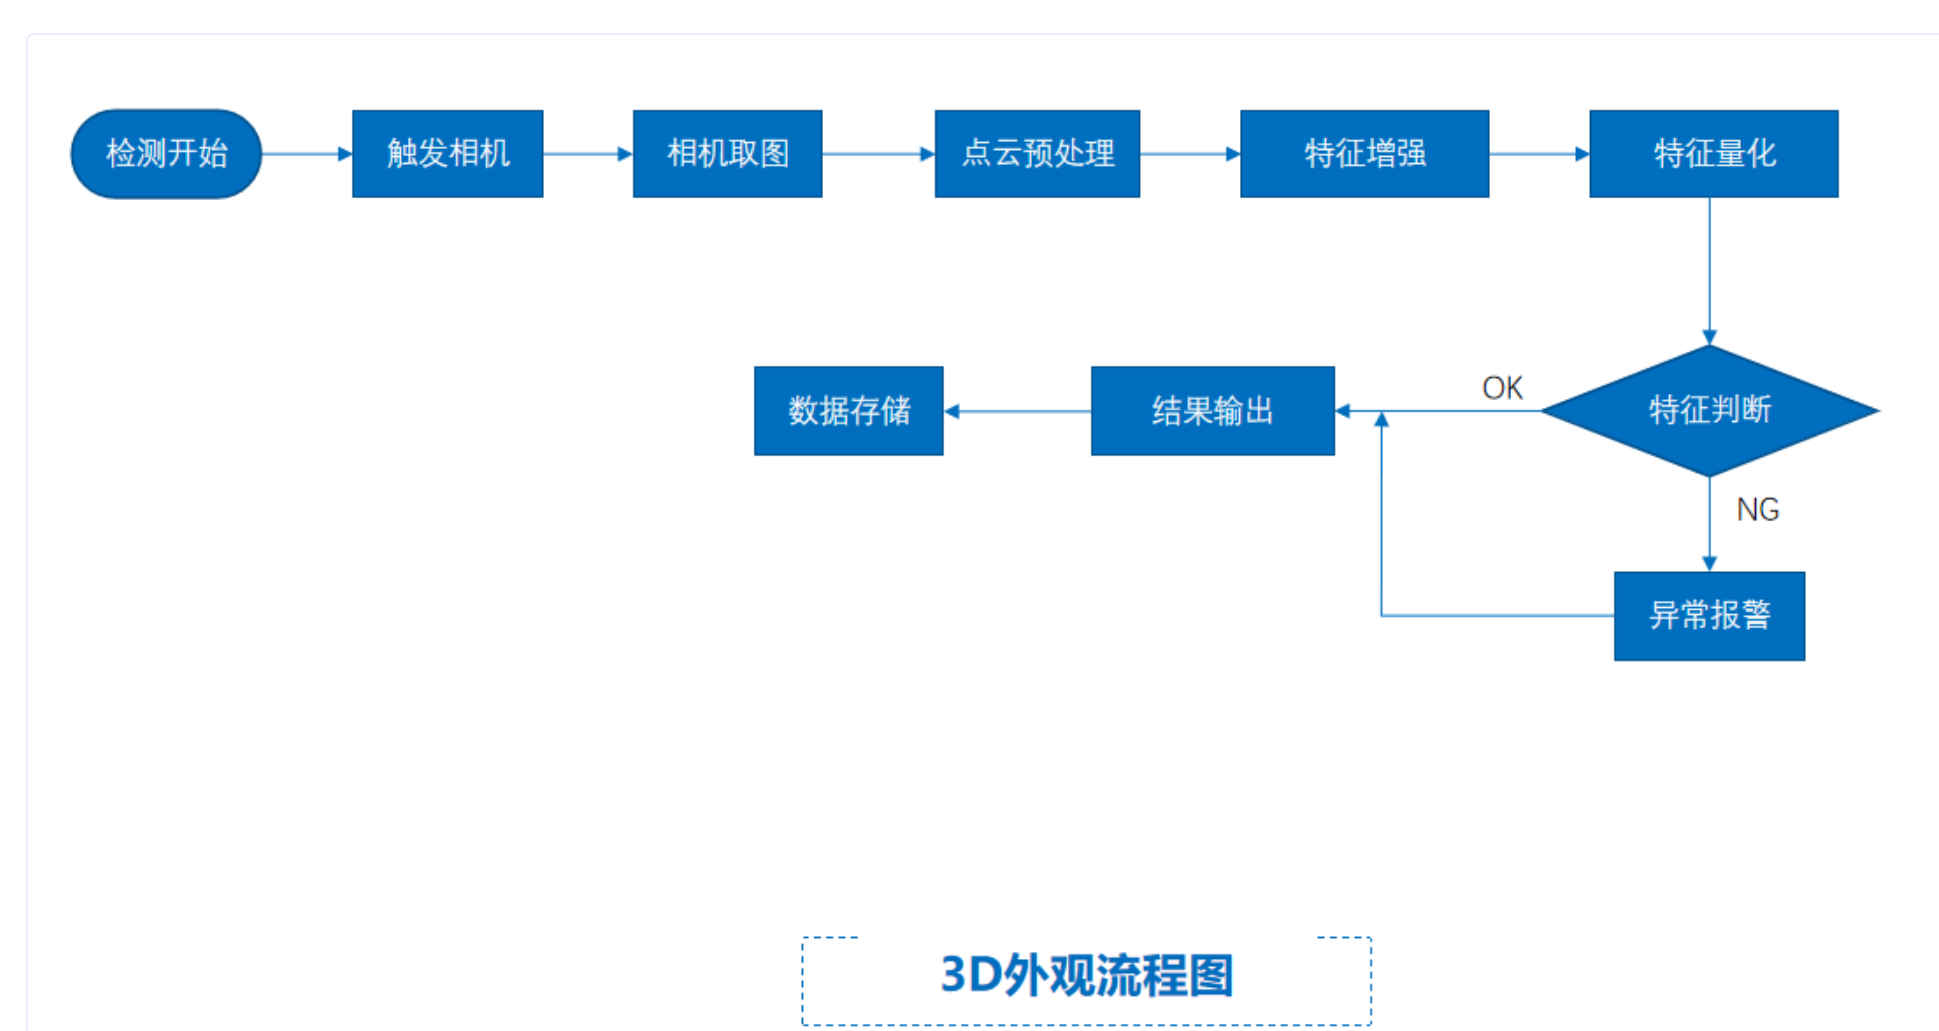 检测开始
触发相机
相机取图
点云预处理
特征增强
特征量化
数据存储
结果输出
OK
特征判断
NG
异常报警
3D外观流程图